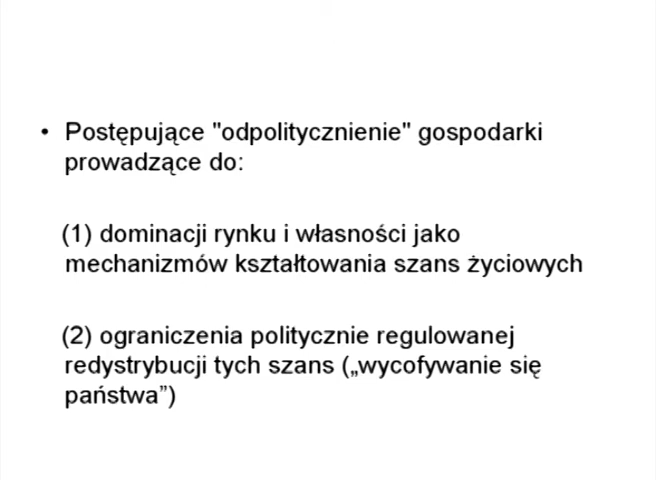 • Postępujące "odpolitycznienie" gospodarki
prowadzące do:
(1) dominacji rynku i własności jako
mechanizmów kształtowania szans życiowych
(2) ograniczenia politycznie regulowanej
redystrybucji tych szans („wycofywanie się
państwa”)